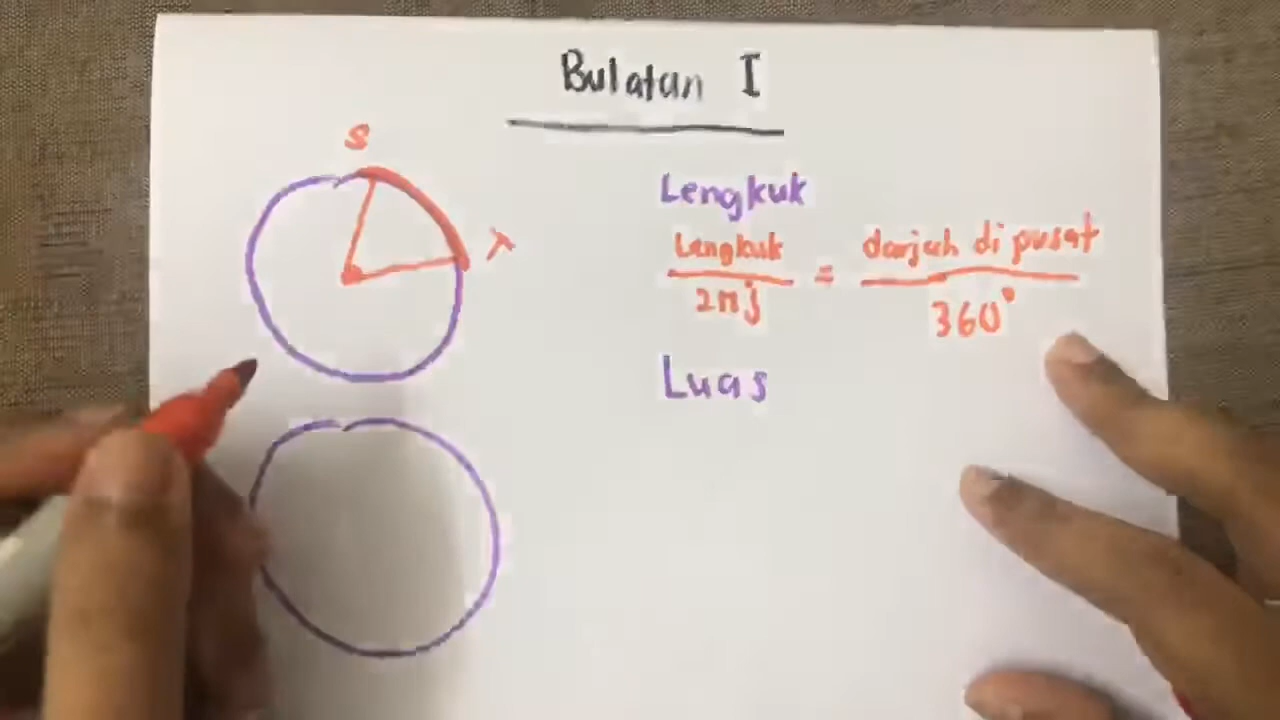 Bulatan I
s
λ
Lengkuk
Lengkuk = darjah di pusat
2πj 360°
Luas